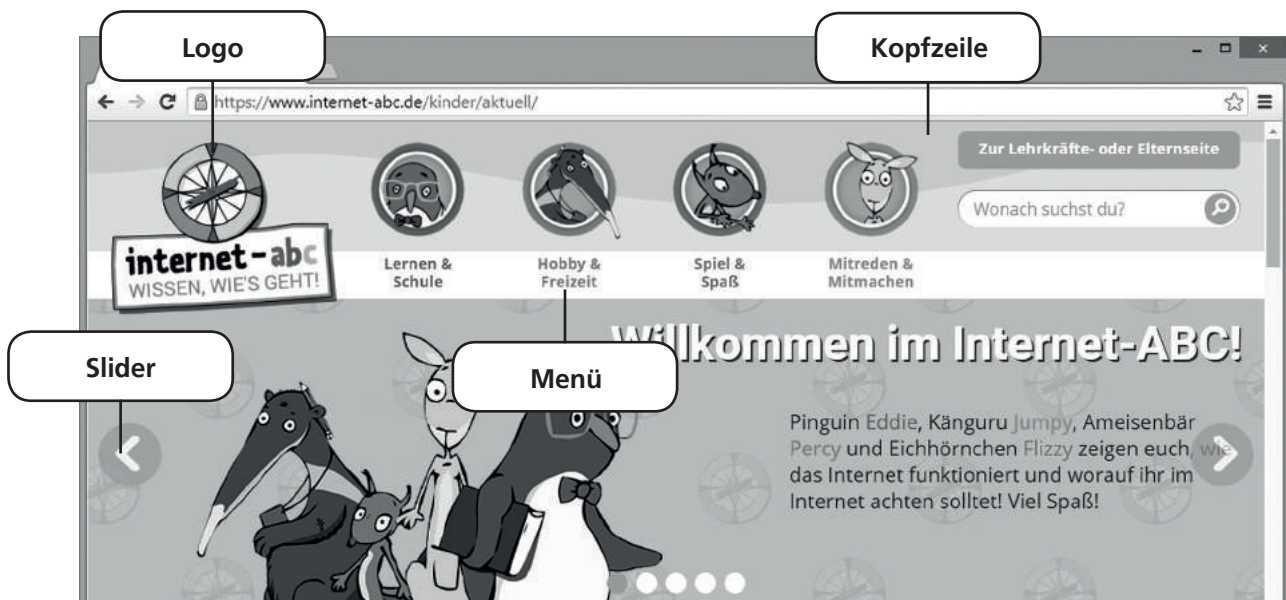 Logo
Kopfzeile
https://www.internet-abc.de/kinder/aktuell/
Zur Lehrkräfte- oder Elternseite
Wonach suchst du?
internet-abc
WISSEN, WIE'S GEHT!
Lernen &
Schule
Hobby &
Freizeit
Spiel &
Spaß
Mitreden &
Mitmachen
Willkommen im Internet-ABC!
Slider
Menü
Pinguin Eddie, Känguru Jumpy, Ameisenbär
Percy und Eichhörnchen Flizzy zeigen euch, wie
das Internet funktioniert und worauf ihr im
Internet achten solltet! Viel Spaß!